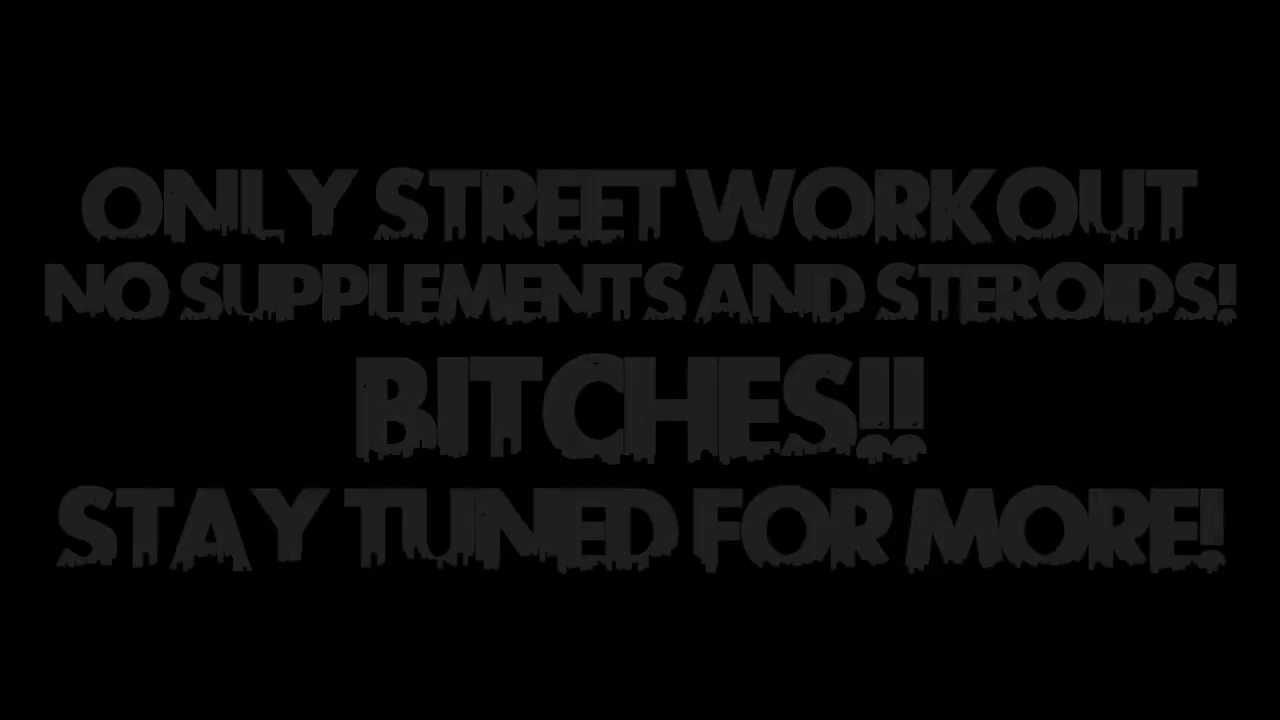 ONLY STREET WORKOUT
NO SUPPLEMENTS AND STEROIDS!
BITCHES!!
STAY TUNED FOR MORE!